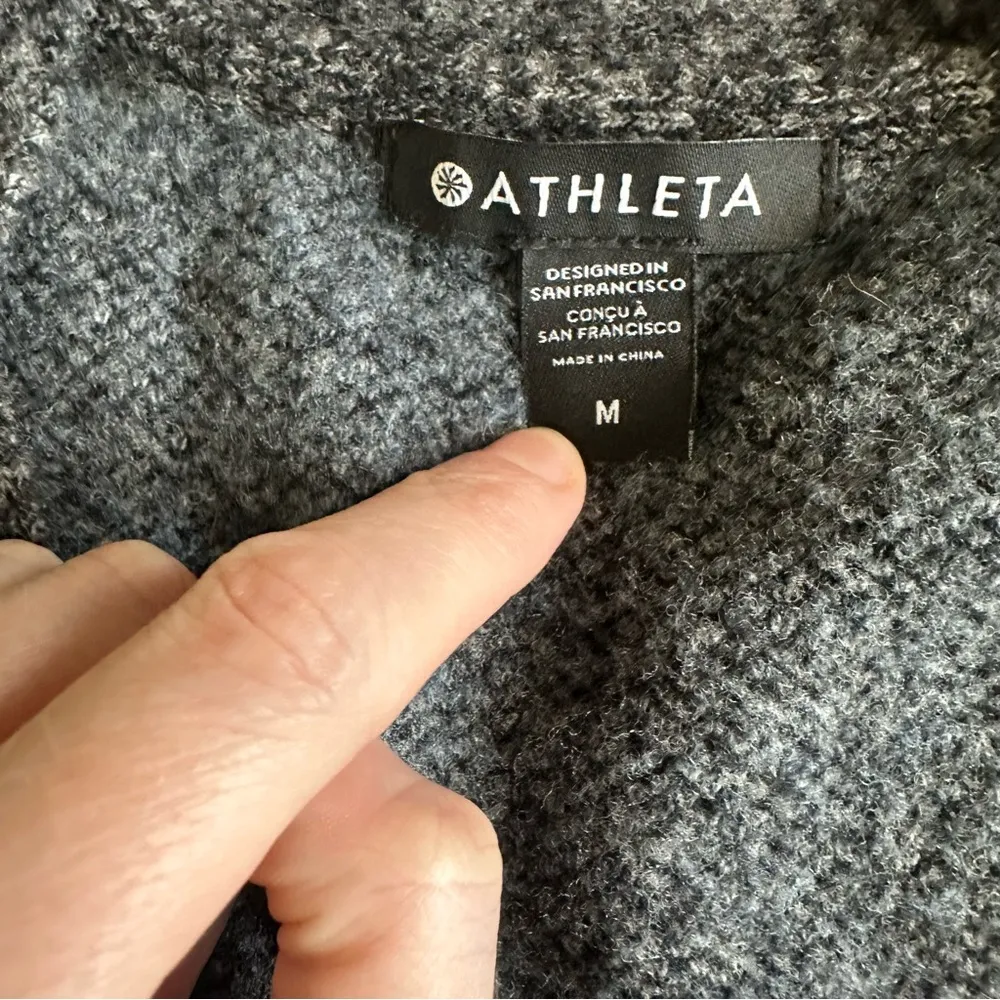 ATHLETA
DESIGNED IN
SAN FRANCISCO
CONÇU À
SAN FRANCISCO
MADE IN CHINA
M